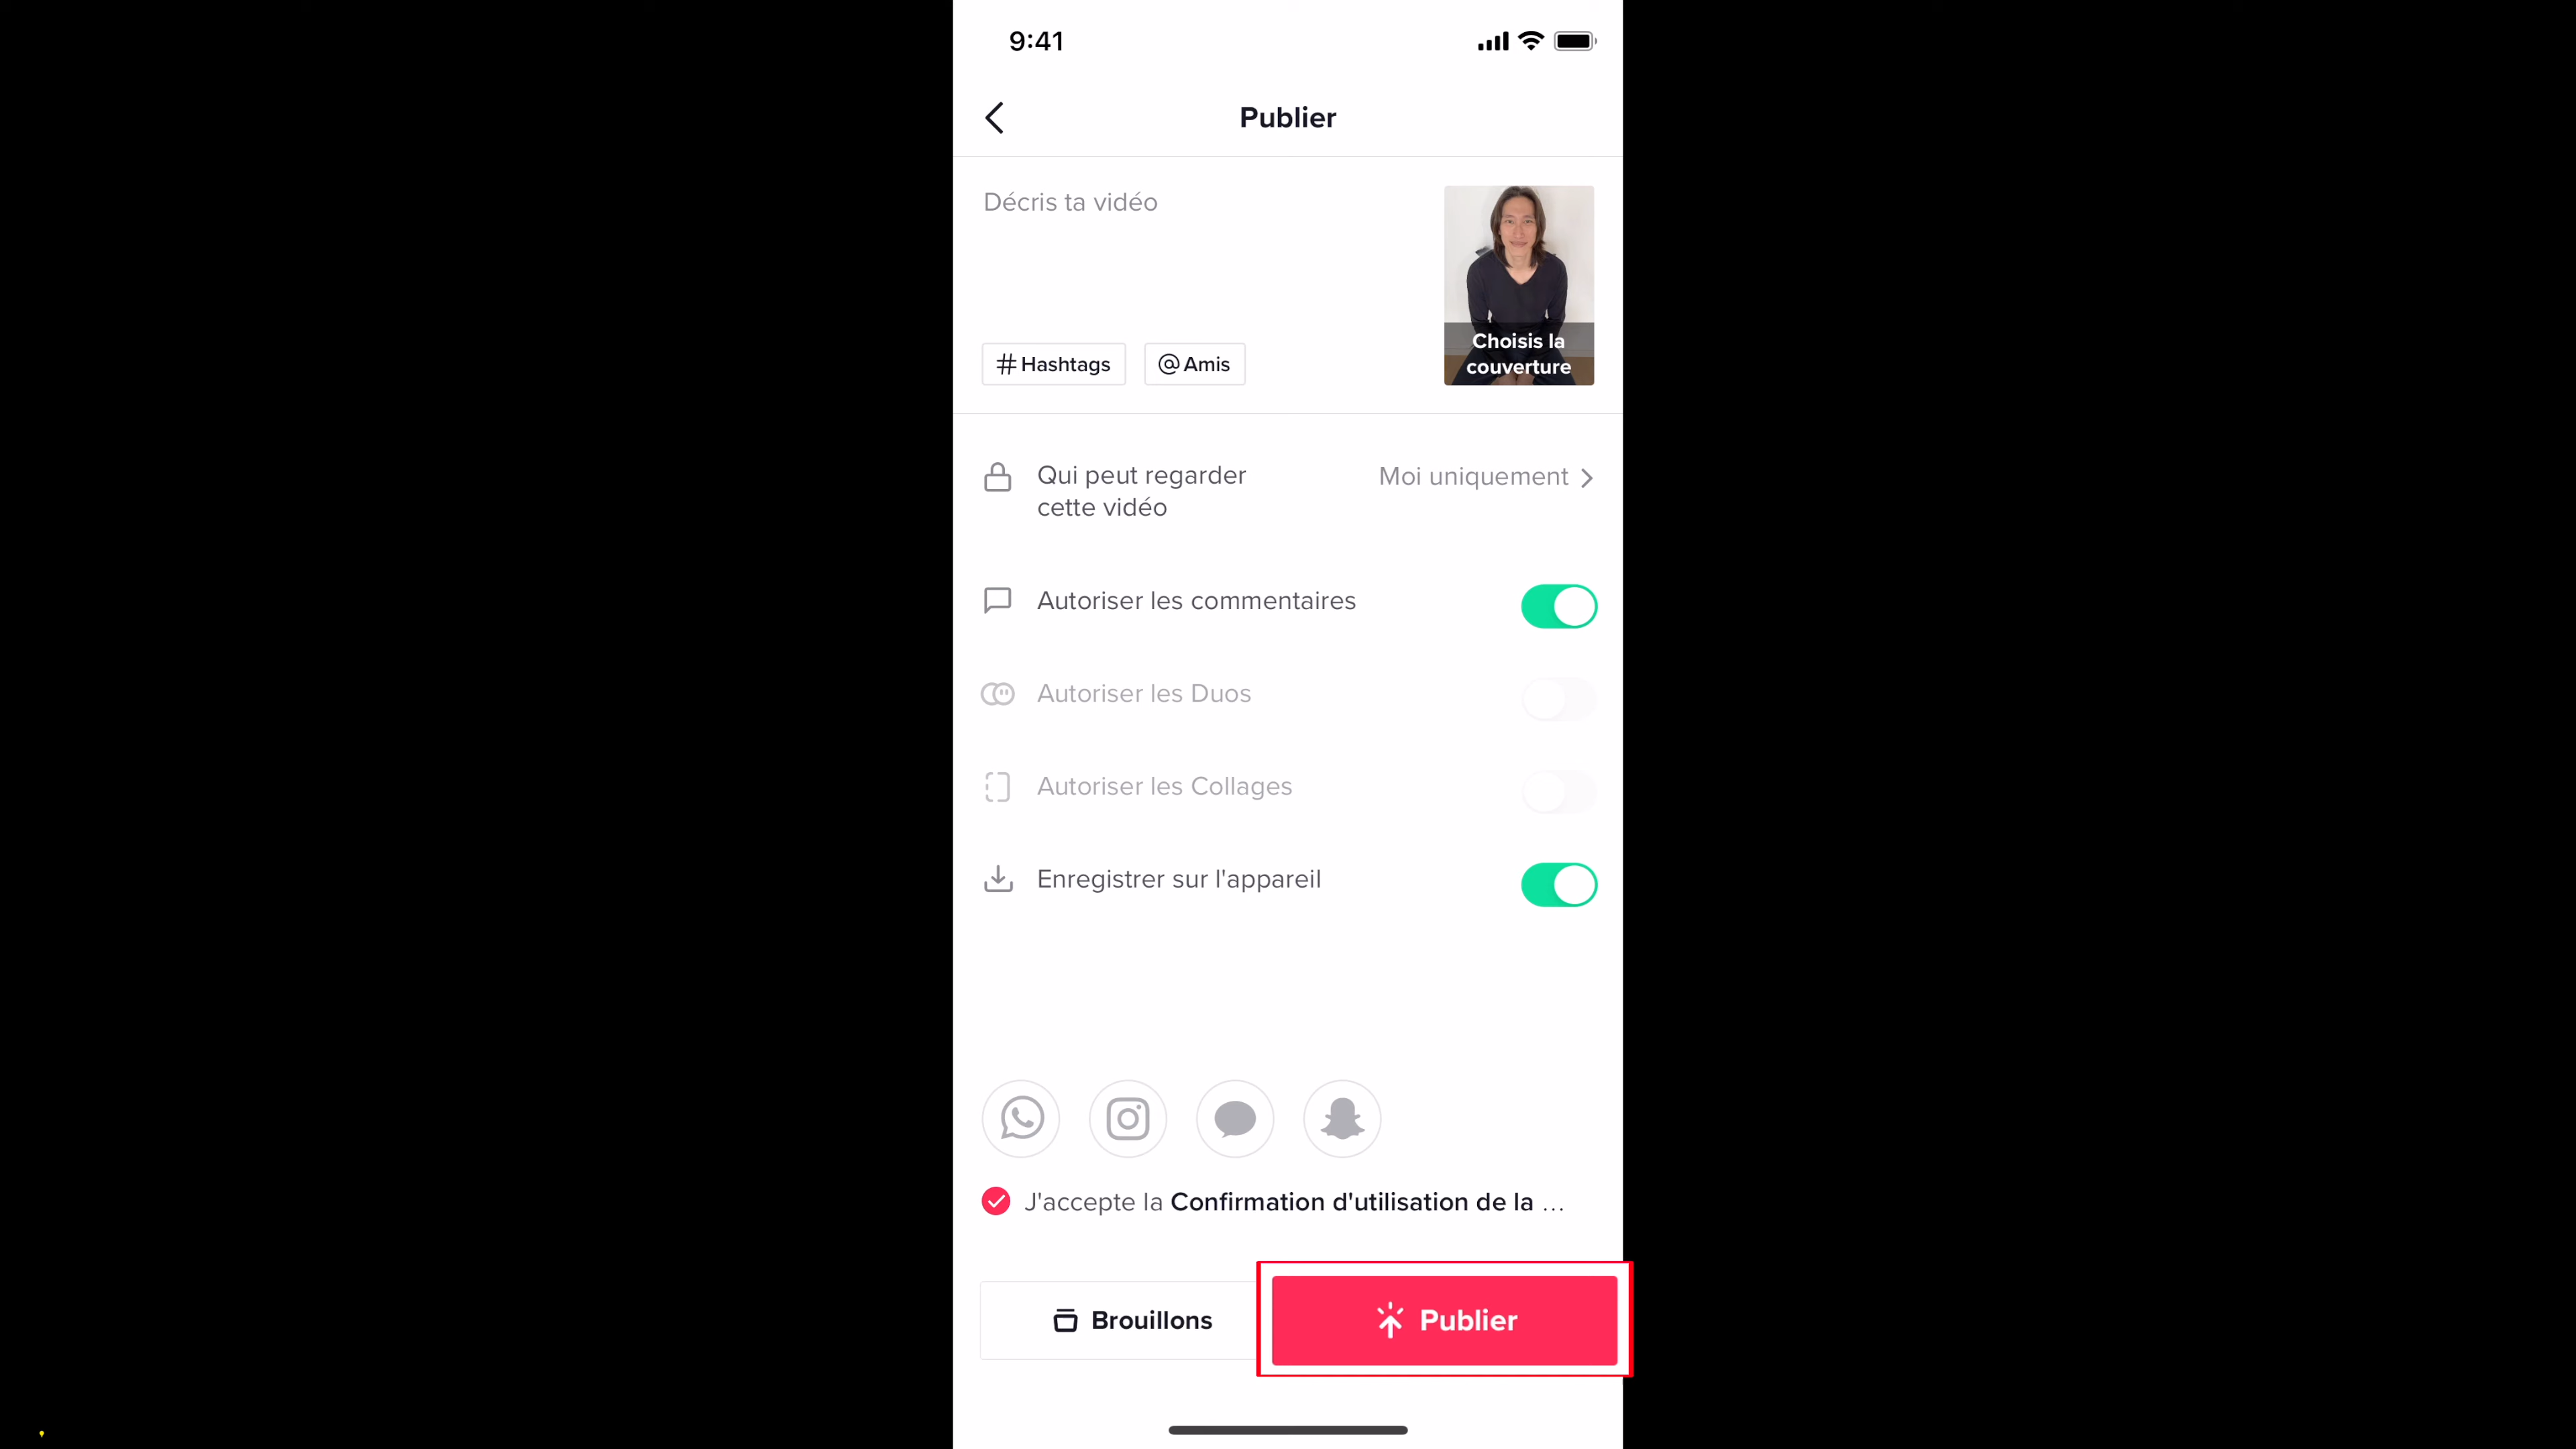 9:41
Publier
Décris ta vidéo
Choisis la
couverture
# Hashtags
@ Amis
Qui peut regarder
cette vidéo
Moi uniquement
Autoriser les commentaires
Autoriser les Duos
Autoriser les Collages
Enregistrer sur l'appareil
J'accepte la Confirmation d'utilisation de la ...
Brouillons
Publier